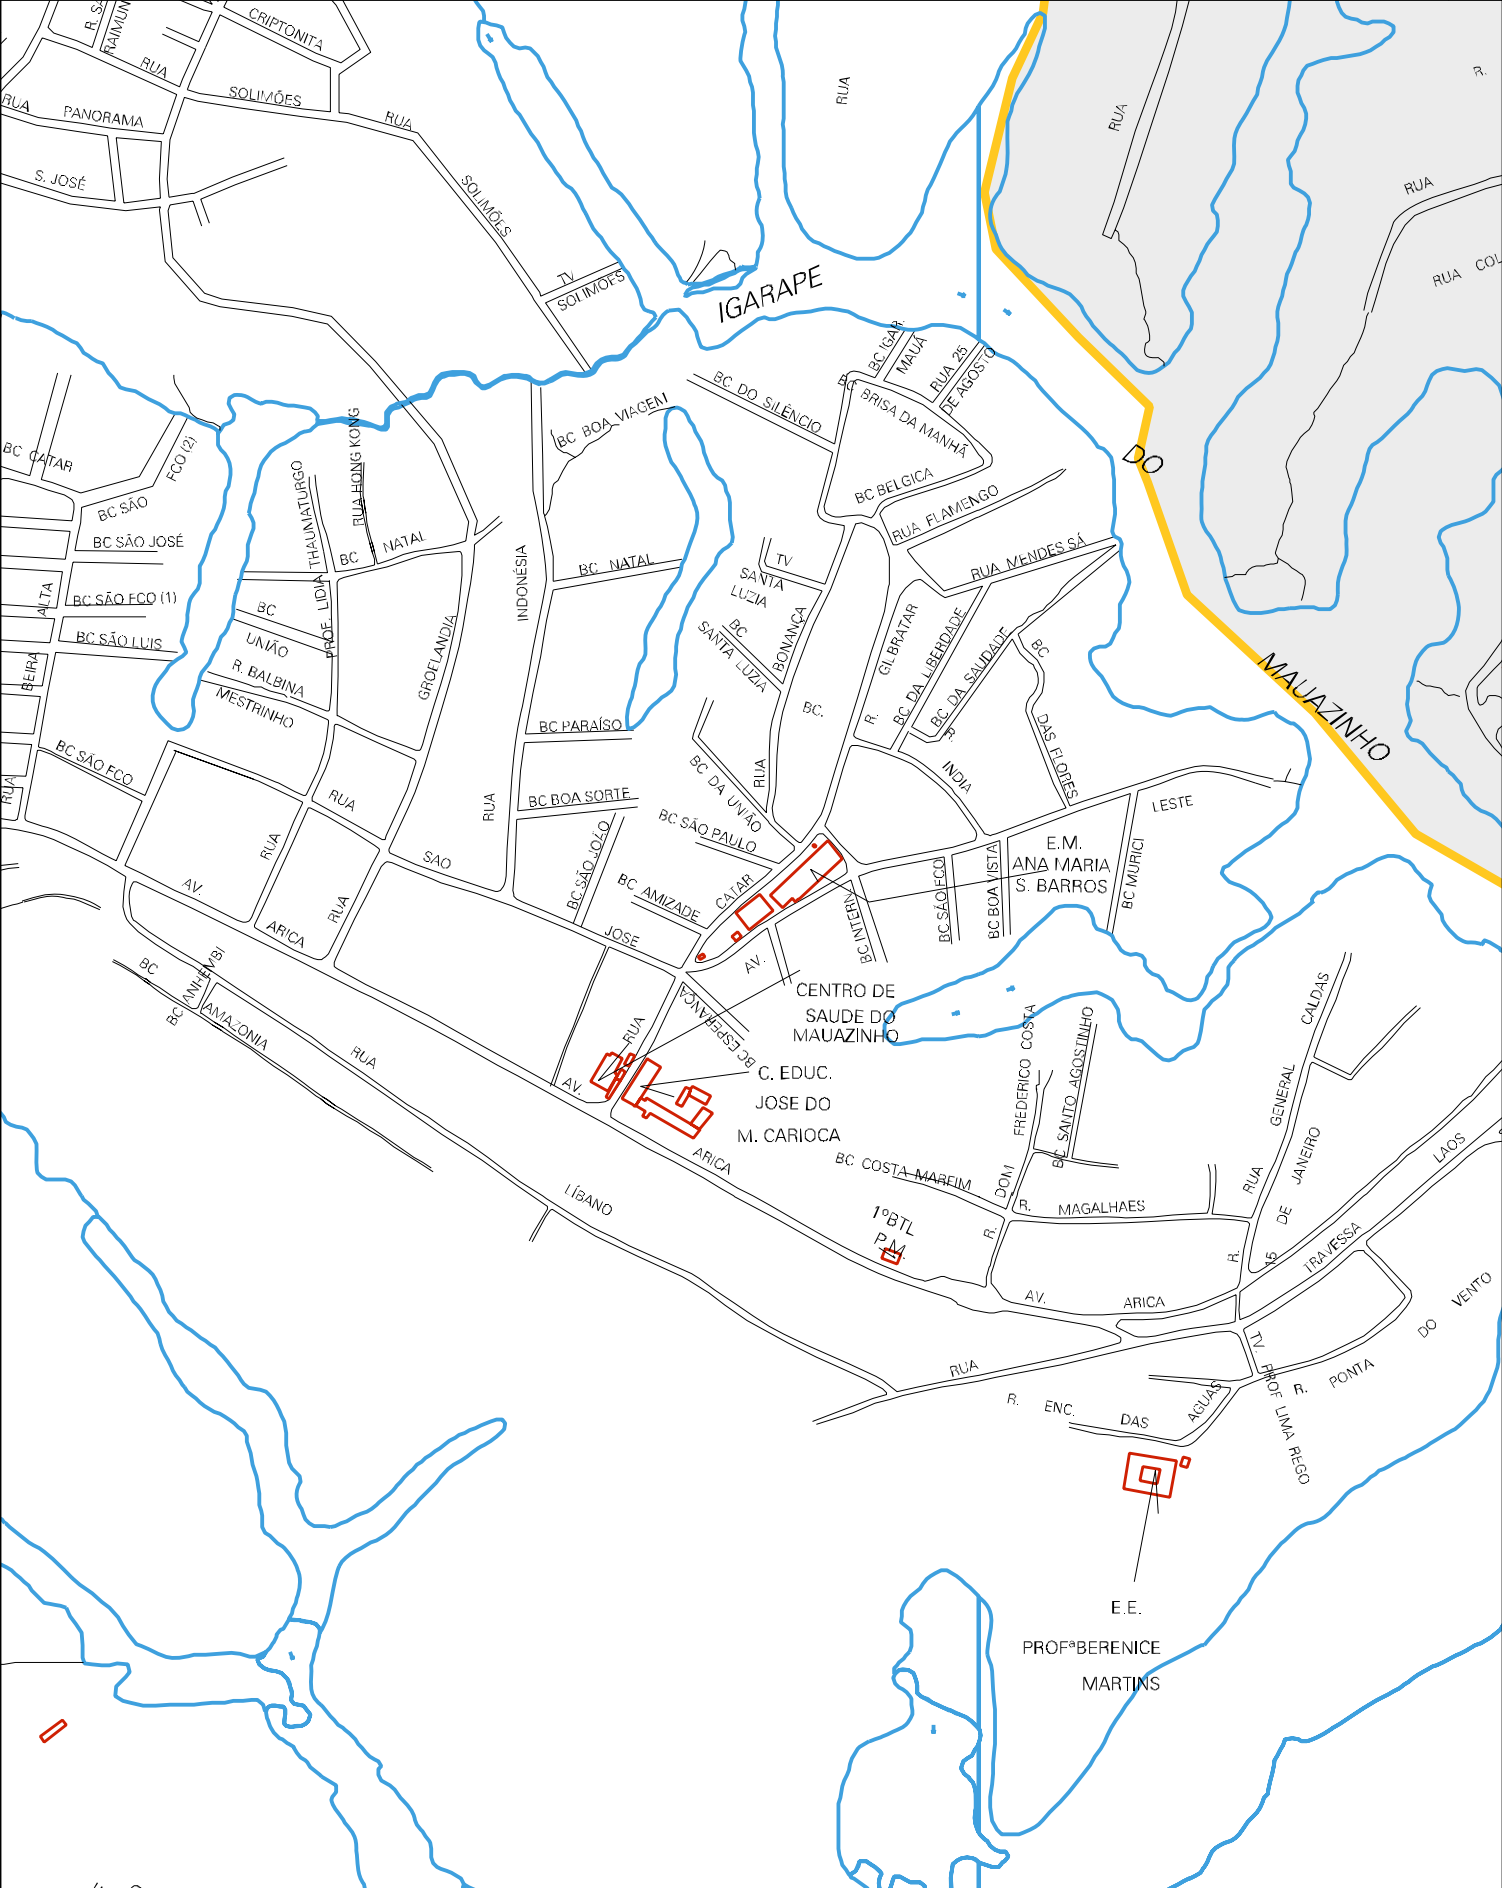 CRIPTONITA
RUA
SOLIMÕES
RUA
RUA
PANORAMA
RUA
RUA
R.
S. JOSÉ
RUA
SOLIMÕES
TV
SOLIMÕES
IGARAPE
RUA
BC IGAR.
MAUÁ
RUA 25
DE AGOSTO
BC
BRISA DA MANHÃ
BC DO SILÊNCIO
BC BOA VIAGEM
RUA HONG KONG
FCO (2)
BC CATAR
BC SÃO
DO
BC BELGICA
RUA FLAMENGO
THAUMATURGO
PROF. LIDIA
BC SÃO JOSÉ
BC
NATAL
INDONÉSIA
BC NATAL
TV
SANTA
LUZIA
RUA MENDES SÁ
ALTA
BC SÃO FCO (1)
BC
UNIÃO
BC SÃO LUIS
R. BALBINA
MESTRINHO
GROELANDIA
BC
SANTA LUZIA
BONANÇA
GILBRATAR
R.
BC DA LIBERDADE
BC DA SAUDADE
BC
DAS FLORES
MAUAZINHO
BEIRA
BC.
BC PARAÍSO
R.
INDIA
BC SÃO FCO
RUA
RUA
RUA
BC BOA SORTE
BC DA UNIÃO
RUA
LESTE
BC SÃO PAULO
BC SÃO JOÃO
E.M.
ANA MARIA
S. BARROS
BC MURICI
RUA
SAO
AV.
BC AMIZADE
CATAR
BC SÃO FCO
BC BOA VISTA
RUA
ARICA
JOSE
BC INTERN.
AV.
BC
BC ANHEMBI
AMAZONIA
RUA
CENTRO DE
SAUDE DO
MAUAZINHO
BC ESPERANÇA
RUA
AV.
C. EDUC.
JOSE DO
M. CARIOCA
FREDERICO COSTA
DOM
R.
BC SANTO AGOSTINHO
CALDAS
GENERAL
RUA
JANEIRO
DE
15
R.
LAOS
TRAVESSA
ARICA
LÍBANO
BC COSTA MARFIM
R. MAGALHAES
1ºBTL
P.M.
AV.
ARICA
VENTO
DO
PONTA
R.
TV. PROF LIMA REGO
RUA
R. ENC. DAS
AGUAS
E.E.
PROFªBERENICE
MARTINS